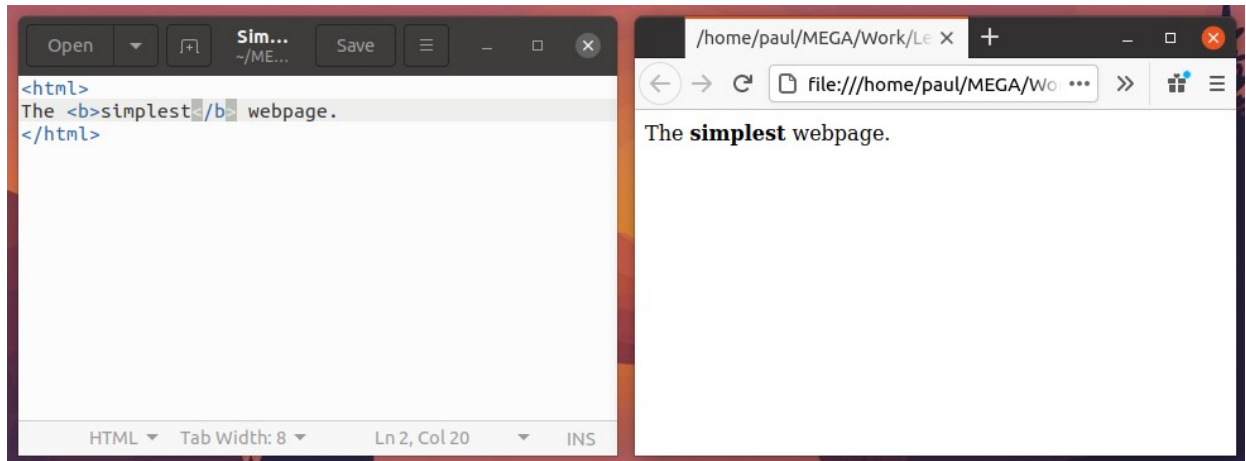 Open
Sim...
~/ME...
Save
<html>
The <b>simplest</b> webpage.
</html>
HTML
Tab Width: 8
Ln 2, Col 20
INS
/home/paul/MEGA/Work/Le
file:///home/paul/MEGA/Wo
The simplest webpage.